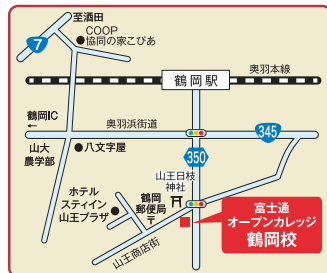 至酒田
7
COOP
協同の家こぴあ
鶴岡駅
奥羽本線
鶴岡IC
←
奥羽浜街道
345
山大
農学部
八文字屋
350
山王日枝
神社
ホテル
ステイイン
山王プラザ
鶴岡
郵便局
〒
富士通
オープンカレッジ
鶴岡校
山王商店街